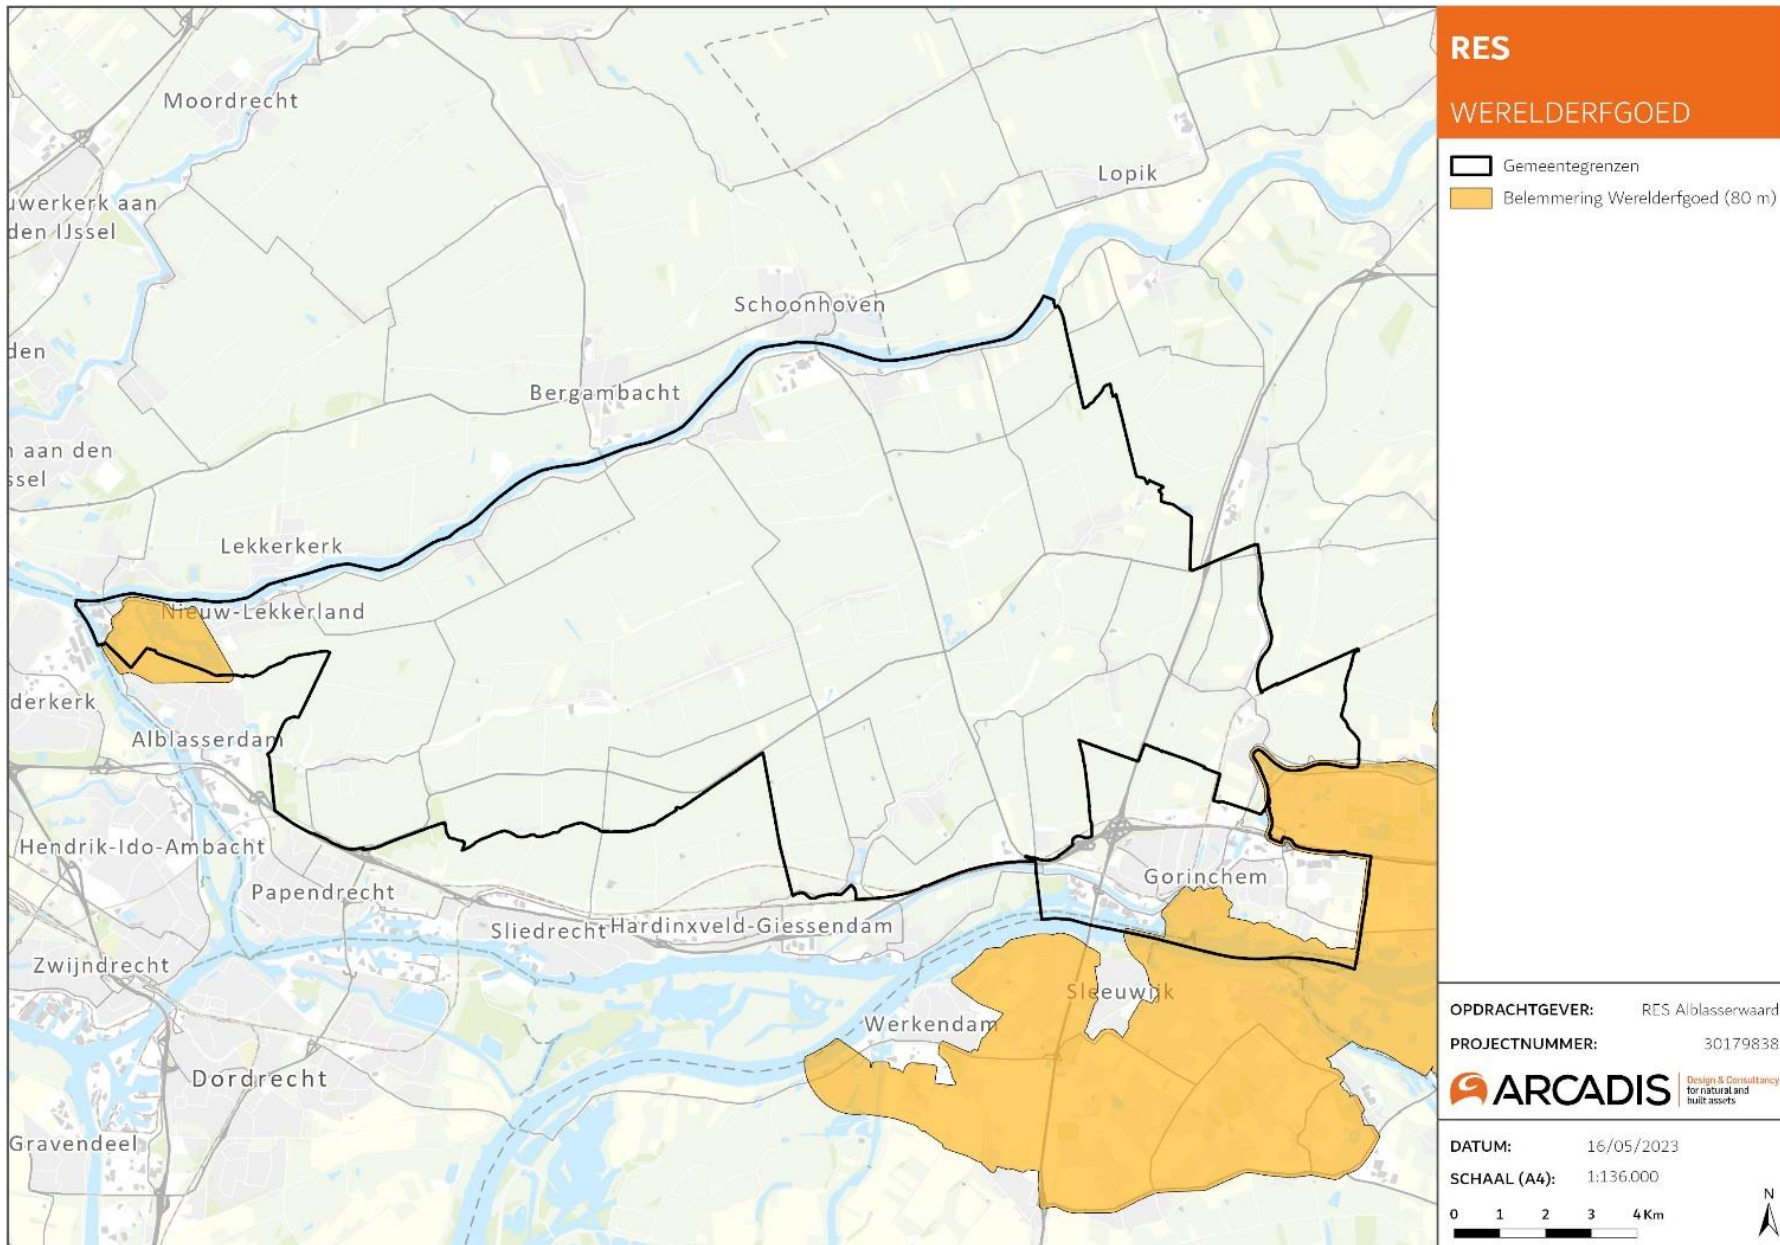 Moordrecht
Lopik
uwerkerk aan
den IJssel
Schoonhoven
den
Bergambacht
aan den
ssel
Lekkerkerk
Nieuw-Lekkerland
derkerk
Alblasserdam
Hendrik-Ido-Ambacht
Papendrecht
Gorinchem
Sliedrecht
Hardinxveld-Giessendam
Zwijndrecht
Sleeuwijk
Werkendam
Dordrecht
Gravendeel
RES
WERELDERFGOED
Gemeentegrenzen
Belemmering Werelderfgoed (80 m)
OPDRACHTGEVER: RES Alblasserwaard
PROJECTNUMMER: 30179838
ARCADIS
Design & Consultancy
for natural and
built assets
DATUM: 16/05/2023
SCHAAL (A4): 1:136.000
0 1 2 3 4 Km
N